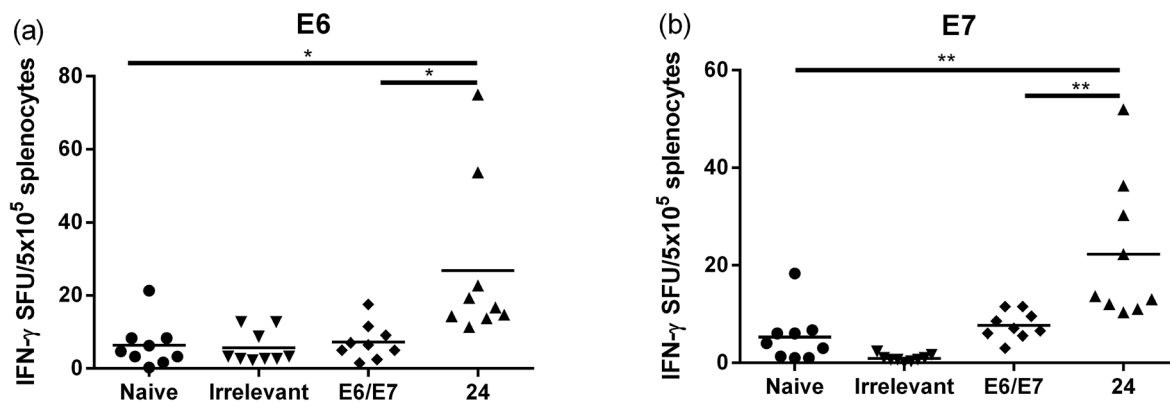 (a)
E6
*
*
IFN-γ SFU/5x10⁵ splenocytes
80
60
40
20
0
Naive Irrelevant E6/E7 24
(b)
E7
**
**
IFN-γ SFU/5x10⁵ splenocytes
60
40
20
0
Naive Irrelevant E6/E7 24